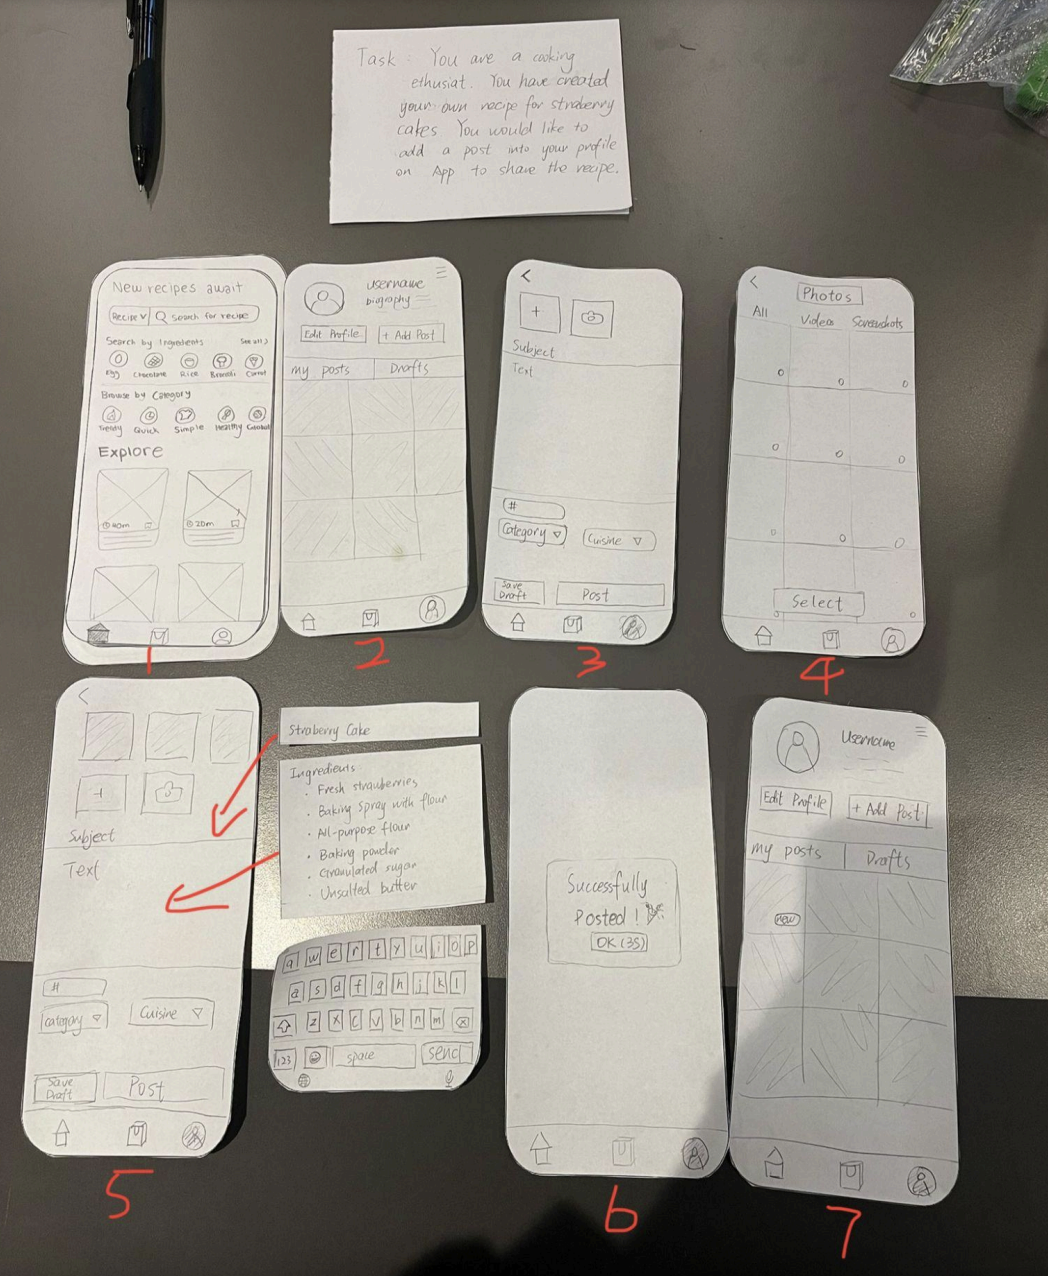 Task: You are a cooking
ethusiat. You have created
your own recipe for straberry
cakes You would like to
add a post into your profile
on App to share the recipe.
New recipes await
Recipe
Search for recipe
Search by Ingredients
See all >
Egg
Chocolate
Rice
Carrot
Browse by Category
Trendy
Quick
Simple
Healthy
Explore
40m
20m
1
username
biography
Edit Profile
+ Add Post
my posts
Drafts
2
<
+
Subject
Text
#
Category
Cuisine
Save
Draft
Post
3
<
Photos
All
Videos
Screenshots
Select
4
<
+
Subject
Text
#
category
Cuisine
Save
Draft
Post
5
Straberry Cake
Ingredients:
• Fresh strawberries
• Baking Spray with flour
• All-purpose flour
• Baking powder
• Granulated sugar
• Unsalted butter
q w e r t y u i o p
a s d f g h j k l
z x c v b n m
123
space
send
Successfully
Posted!
OK (3S)
6
Username
Edit Profile
+ Add Post
my posts
Drafts
new
7